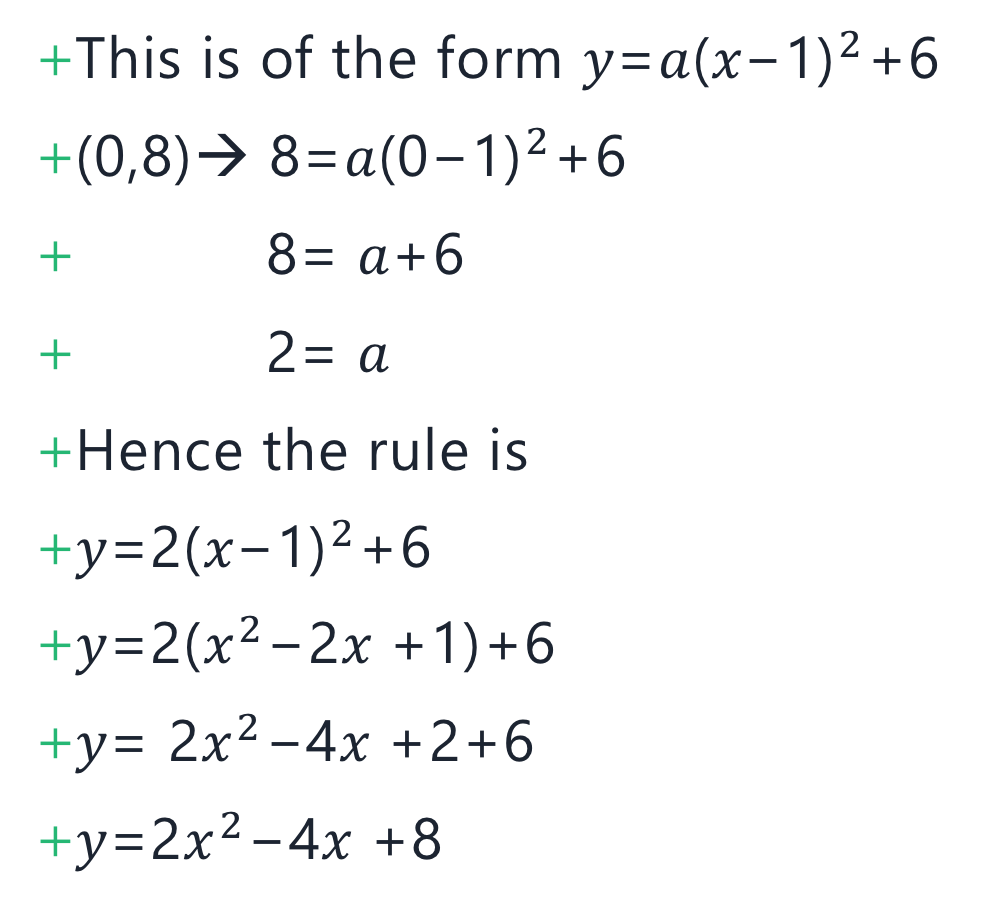 +This is of the form y=a(x−1)²+6
+(0,8)→ 8=a(0−1)²+6
+ 8= a+6
+ 2= a
+Hence the rule is
+y=2(x−1)²+6
+y=2(x²−2x +1)+6
+y= 2x²−4x +2+6
+y=2x²−4x +8